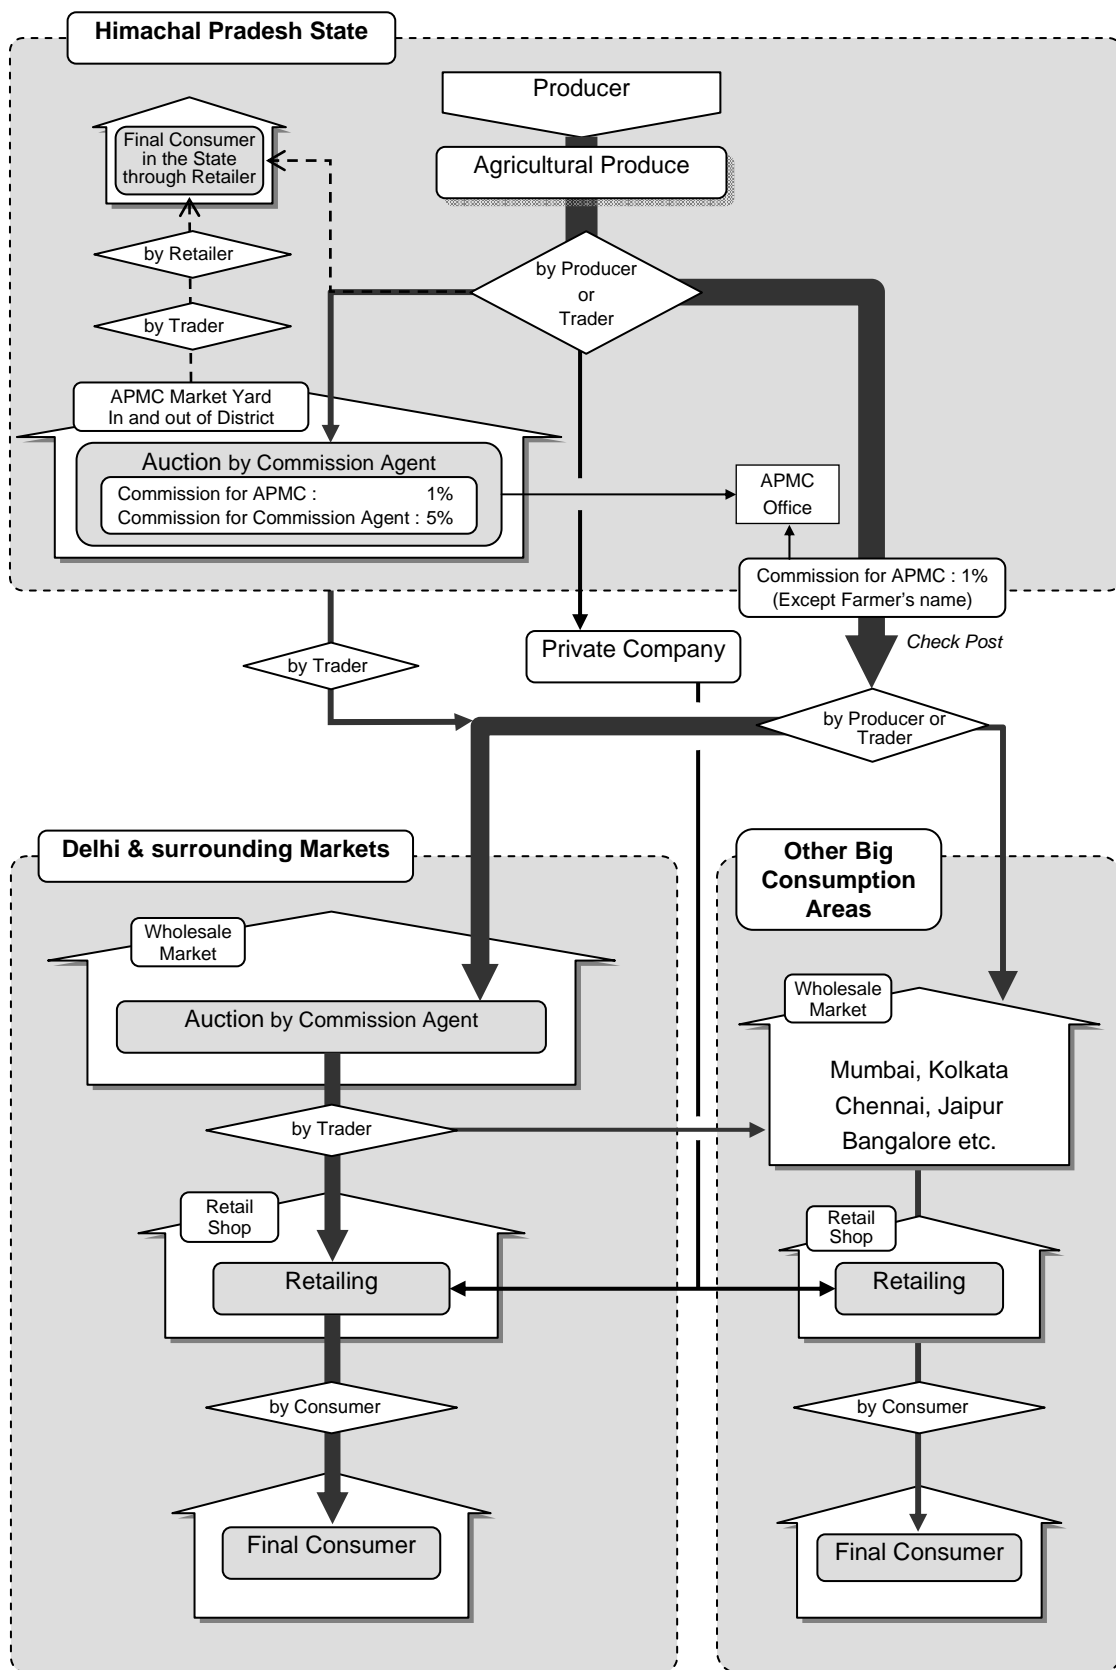 Himachal Pradesh State
Producer
Final Consumer
in the State
through Retailer
Agricultural Produce
by Retailer
by Producer
or
Trader
by Trader
APMC Market Yard
In and out of District
Auction by Commission Agent
Commission for APMC : 1%
Commission for Commission Agent : 5%
APMC
Office
Commission for APMC : 1%
(Except Farmer's name)
Check Post
Private Company
by Trader
by Producer or
Trader
Delhi & surrounding Markets
Other Big
Consumption
Areas
Wholesale
Market
Auction by Commission Agent
Wholesale
Market
Mumbai, Kolkata
Chennai, Jaipur
Bangalore etc.
by Trader
Retail
Shop
Retailing
Retail
Shop
Retailing
by Consumer
by Consumer
Final Consumer
Final Consumer